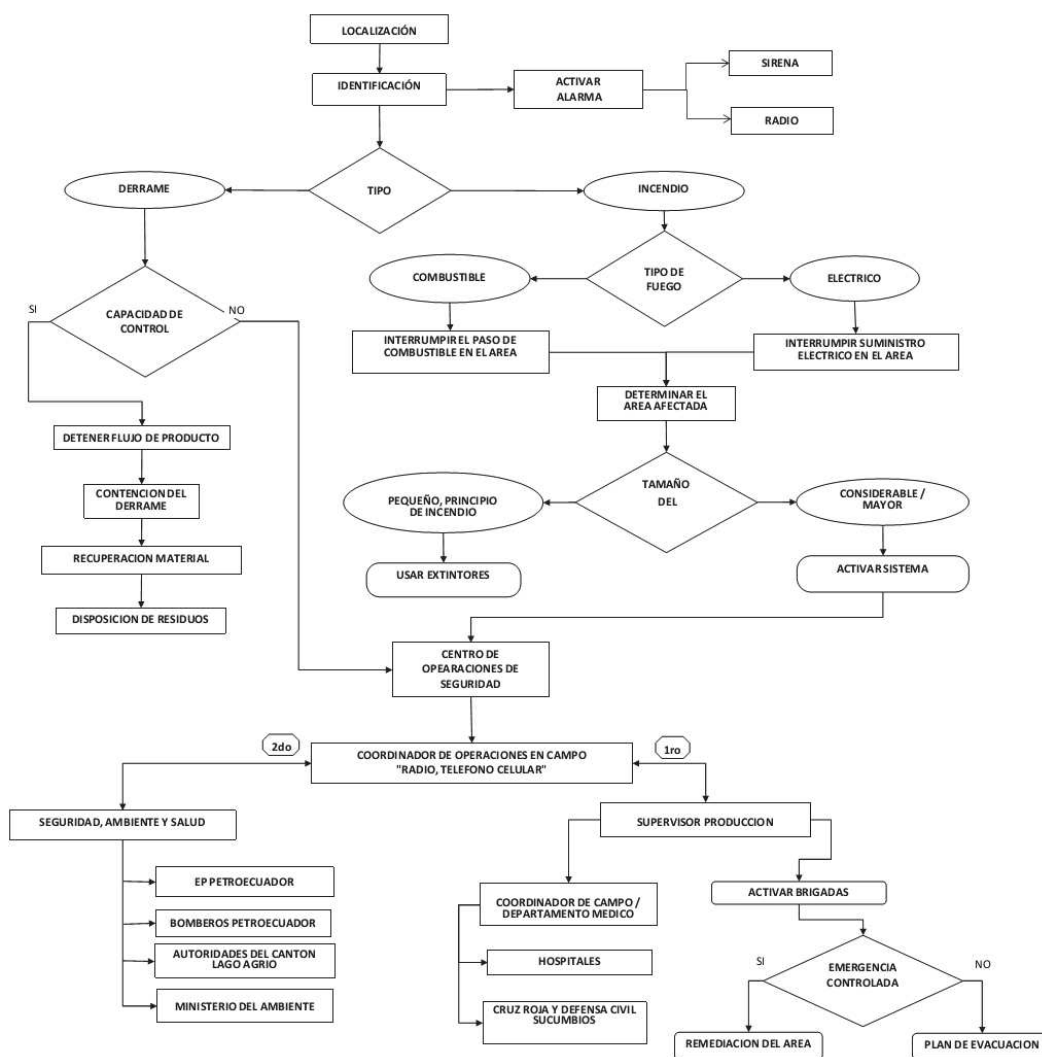 LOCALIZACIÓN
IDENTIFICACIÓN
ACTIVAR
ALARMA
SIRENA
RADIO
DERRAME
TIPO
INCENDIO
COMBUSTIBLE
TIPO DE
FUEGO
ELECTRICO
SI
CAPACIDAD DE
CONTROL
NO
INTERRUMPIR EL PASO DE
COMBUSTIBLE EN EL AREA
INTERRUMPIR SUMINISTRO
ELECTRICO EN EL AREA
DETERMINAR EL
AREA AFECTADA
DETENER FLUJO DE PRODUCTO
CONTENCION DEL
DERRAME
RECUPERACION MATERIAL
DISPOSICION DE RESIDUOS
PEQUEÑO, PRINCIPIO
DE INCENDIO
TAMAÑO
DEL
CONSIDERABLE /
MAYOR
USAR EXTINTORES
ACTIVAR SISTEMA
CENTRO DE
OPEARACIONES DE
SEGURIDAD
2do
COORDINADOR DE OPERACIONES EN CAMPO
"RADIO, TELEFONO CELULAR"
1ro
SEGURIDAD, AMBIENTE Y SALUD
EP PETROECUADOR
BOMBEROS PETROECUADOR
AUTORIDADES DEL CANTON
LAGO AGRIO
MINISTERIO DEL AMBIENTE
SUPERVISOR PRODUCCION
COORDINADOR DE CAMPO /
DEPARTAMENTO MEDICO
HOSPITALES
CRUZ ROJA Y DEFENSA CIVIL
SUCUMBIOS
ACTIVAR BRIGADAS
SI
EMERGENCIA
CONTROLADA
NO
REMEDIACION DEL AREA
PLAN DE EVACUACION